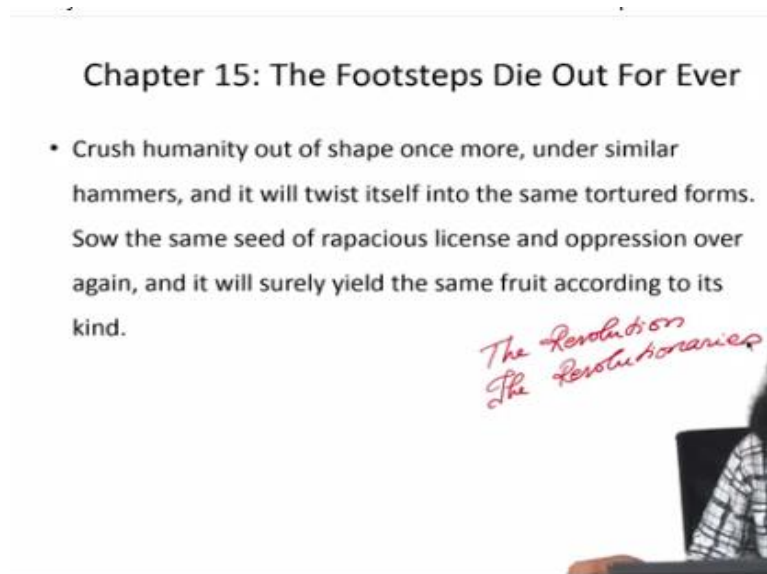 Chapter 15: The Footsteps Die Out For Ever
• Crush humanity out of shape once more, under similar
hammers, and it will twist itself into the same tortured forms.
Sow the same seed of rapacious license and oppression over
again, and it will surely yield the same fruit according to its
kind.
The Revolution
The Revolutionaries